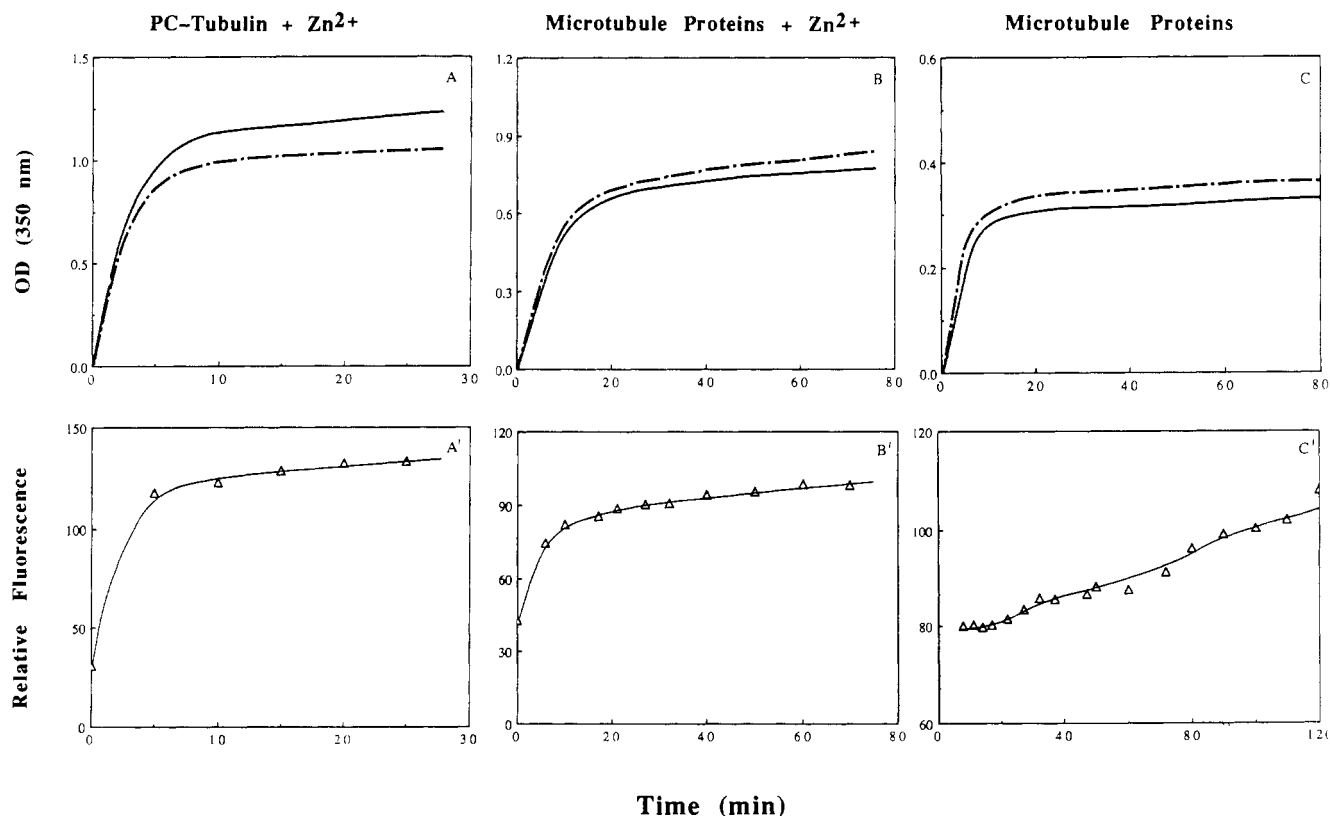 PC-Tubulin + Zn2+
Microtubule Proteins + Zn2+
Microtubule Proteins
OD (350 nm)
1.5
1.0
0.5
0.0
0 10 20 30
A
1.2
0.9
0.6
0.3
0.0
0 20 40 60 80
B
0.6
0.4
0.2
0.0
0 20 40 60 80
C
Relative Fluorescence
150
100
50
0
0 10 20 30
A'
120
90
60
30
0
0 20 40 60 80
B'
120
100
80
60
0 40 80 120
C'
Time (min)